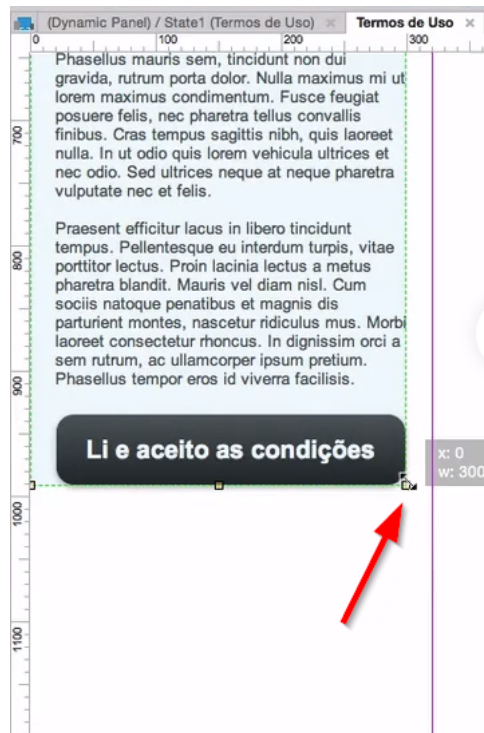 (Dynamic Panel) / State1 (Termos de Uso) × Termos de Uso ×
0 100 200 300
Phasellus mauris sem, tincidunt non dui
gravida, rutrum porta dolor. Nulla maximus mi ut
lorem maximus condimentum. Fusce feugiat
posuere felis, nec pharetra tellus convallis
finibus. Cras tempus sagittis nibh, quis laoreet
nulla. In ut odio quis lorem vehicula ultrices et
nec odio. Sed ultrices neque at neque pharetra
vulputate nec et felis.
Praesent efficitur lacus in libero tincidunt
tempus. Pellentesque eu interdum turpis, vitae
porttitor lectus. Proin lacinia lectus a metus
pharetra blandit. Mauris vel diam nisl. Cum
sociis natoque penatibus et magnis dis
parturient montes, nascetur ridiculus mus. Morbi
laoreet consectetur rhoncus. In dignissim orci a
sem rutrum, ac ullamcorper ipsum pretium.
Phasellus tempor eros id viverra facilisis.
Li e aceito as condições
x: 0
w: 300
700
800
900
1000
1100